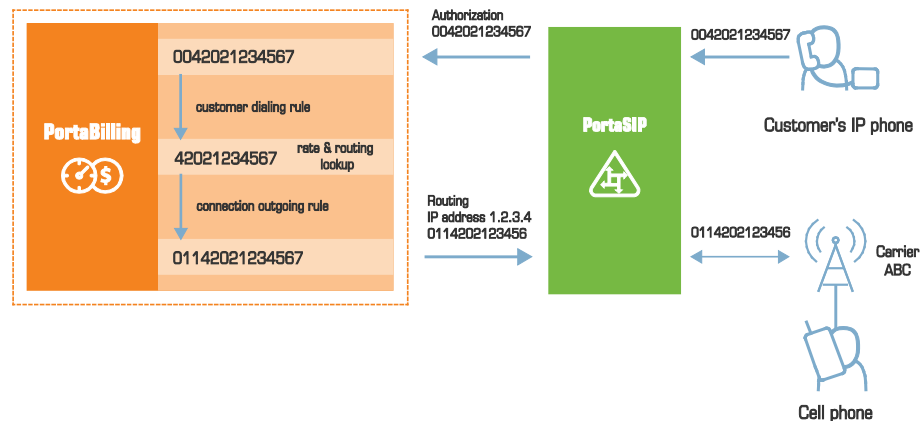 Authorization
0042021234567
0042021234567
0042021234567
customer dialing rule
PortaBilling
PortaSIP
Customer's IP phone
42021234567
rate & routing
lookup
connection outgoing rule
Routing
IP address 1.2.3.4
0114202123456
0114202123456
01142021234567
Carrier
ABC
Cell phone